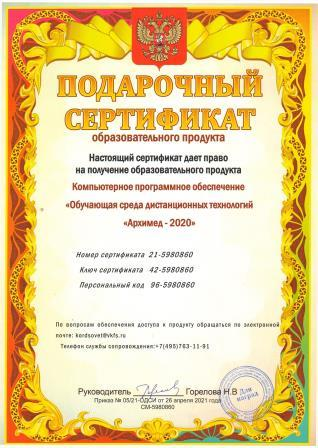 ПОДАРОЧНЫЙ
СЕРТИФИКАТ
образовательного продукта
Настоящий сертификат дает право
на получение образовательного продукта
Компьютерное программное обеспечение
«Обучающая среда дистанционных технологий
«Архимед - 2020»
Номер сертификата 21-5980860
Ключ сертификата 42-5980860
Персональный код 96-5980860
По вопросам обеспечения доступа к продукту обращаться по электронной
почте: kordsovet@vkfs.ru
Телефон службы сопровождения:+7(495)763-11-91
Руководитель Горелова Н.В
Приказ № 05/21-ОДСИ от 26 апреля 2021 года
СМ-5980860
Для
наград